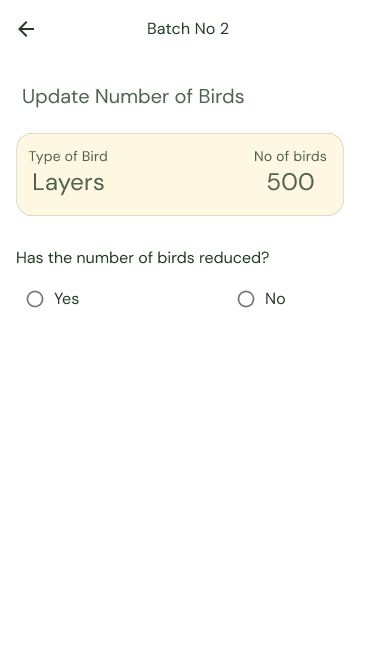 Batch No 2
Update Number of Birds
Type of Bird No of birds
Layers 500
Has the number of birds reduced?
Yes No